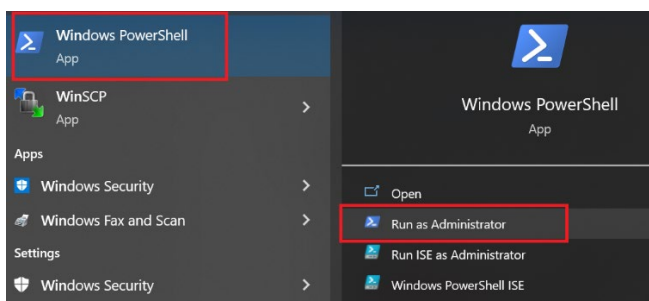 Windows PowerShell
App
WinSCP
App
Apps
Windows Security
Windows Fax and Scan
Settings
Windows Security
Windows PowerShell
App
Open
Run as Administrator
Run ISE as Administrator
Windows PowerShell ISE